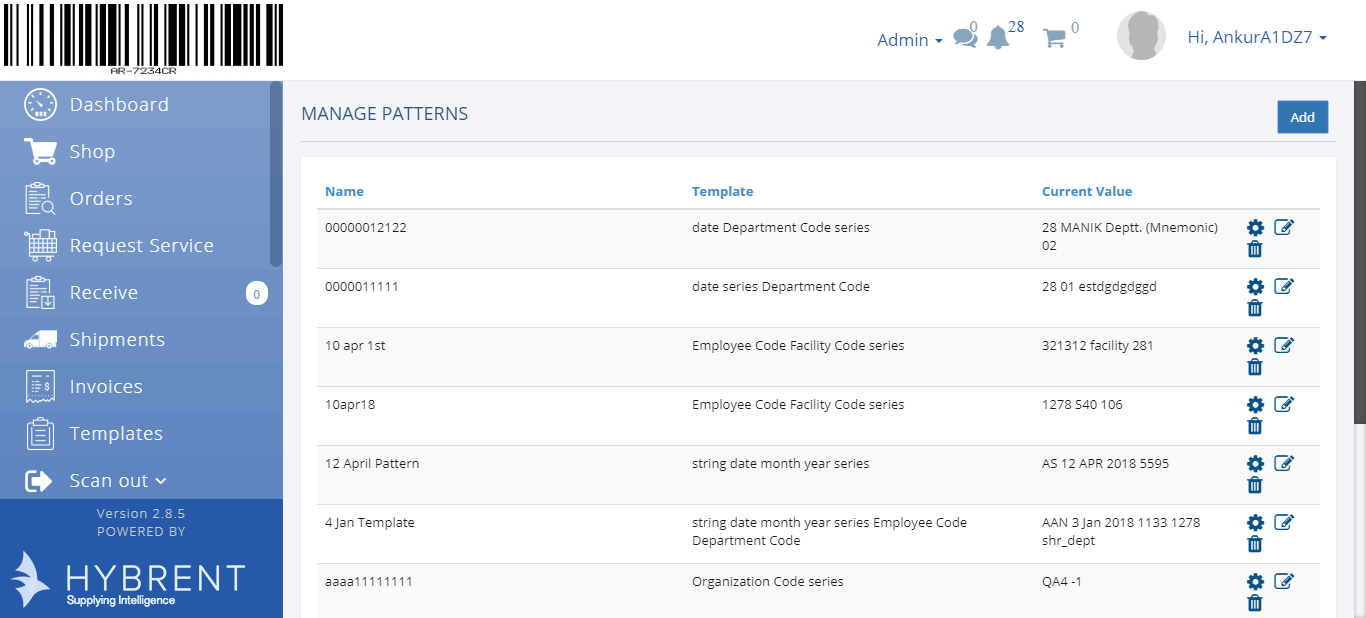 AR-7234CR
Admin 0 28 0 Hi, AnkurA1DZ7
Dashboard
Shop
Orders
Request Service
Receive 0
Shipments
Invoices
Templates
Scan out
Version 2.8.5
POWERED BY
HYBRENT
Supplying Intelligence
MANAGE PATTERNS
Add
Name Template Current Value
00000012122 date Department Code series 28 MANIK Deptt. (Mnemonic)
02
0000011111 date series Department Code 28 01 estdgdgdggd
10 apr 1st Employee Code Facility Code series 321312 facility 281
10apr18 Employee Code Facility Code series 1278 S40 106
12 April Pattern string date month year series AS 12 APR 2018 5595
4 Jan Template string date month year series Employee Code AAN 3 Jan 2018 1133 1278
Department Code shr_dept
aaaa11111111 Organization Code series QA4 -1